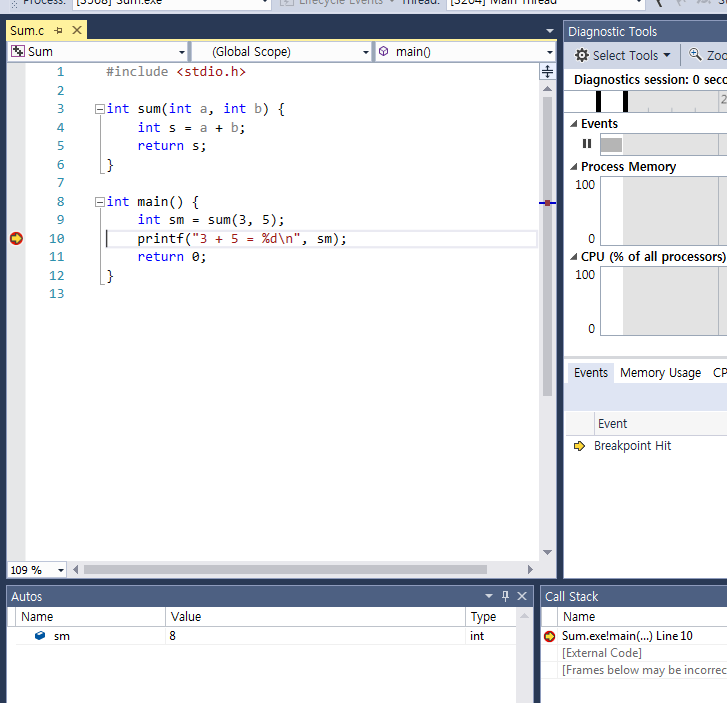 Process: [3508] Sum.exe Lifecycle Events Thread: [3204] Main Thread
Sum.c
Sum (Global Scope) main()
1 #include <stdio.h>
2
3 int sum(int a, int b) {
4 int s = a + b;
5 return s;
6 }
7
8 int main() {
9 int sm = sum(3, 5);
10 printf("3 + 5 = %d\n", sm);
11 return 0;
12 }
13
109 %
Diagnostic Tools
Select Tools Zoo
Diagnostics session: 0 seco
2
Events
Process Memory
100
0
CPU (% of all processors)
100
0
Events Memory Usage CP
Event
Breakpoint Hit
Autos
Name Value Type
sm 8 int
Call Stack
Name
Sum.exe!main(...) Line 10
[External Code]
[Frames below may be incorrec